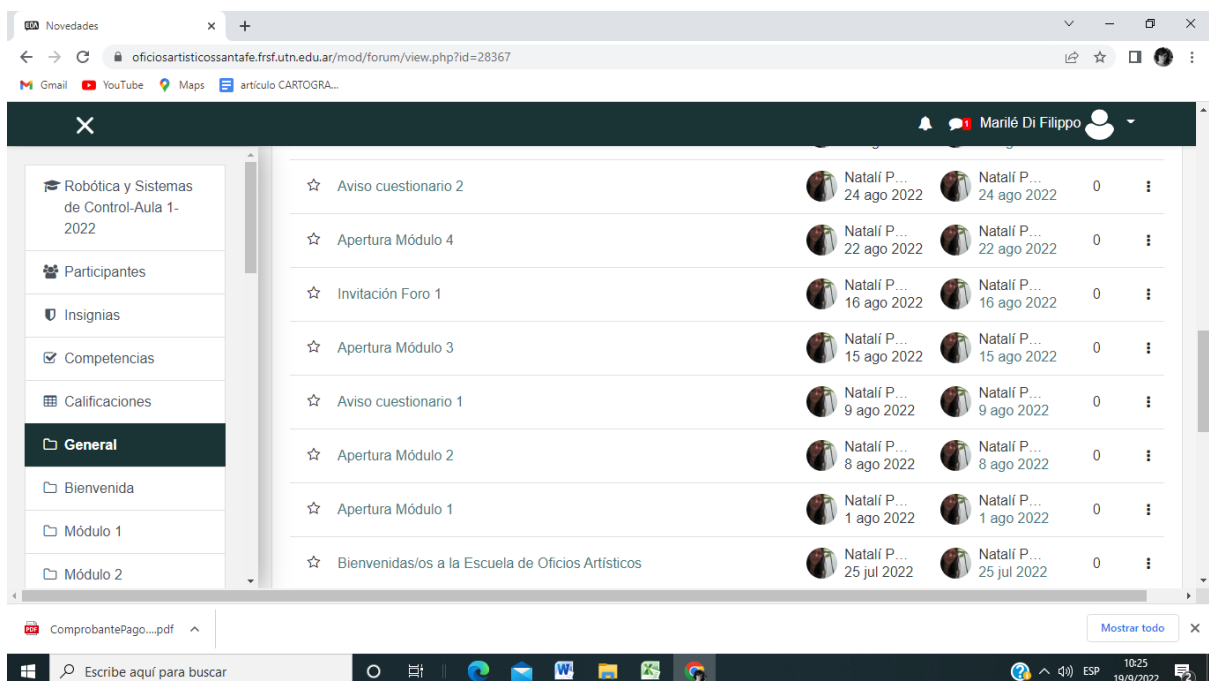 EOA Novedades
oficiosartisticossantafe.frsf.utn.edu.ar/mod/forum/view.php?id=28367
Gmail YouTube Maps artículo CARTOGRA...
1 Marilé Di Filippo
Robótica y Sistemas
de Control-Aula 1-
2022
Participantes
Insignias
Competencias
Calificaciones
General
Bienvenida
Módulo 1
Módulo 2
Aviso cuestionario 2 Natalí P... Natalí P... 0
24 ago 2022 24 ago 2022
Apertura Módulo 4 Natalí P... Natalí P... 0
22 ago 2022 22 ago 2022
Invitación Foro 1 Natalí P... Natalí P... 0
16 ago 2022 16 ago 2022
Apertura Módulo 3 Natalí P... Natalí P... 0
15 ago 2022 15 ago 2022
Aviso cuestionario 1 Natalí P... Natalí P... 0
9 ago 2022 9 ago 2022
Apertura Módulo 2 Natalí P... Natalí P... 0
8 ago 2022 8 ago 2022
Apertura Módulo 1 Natalí P... Natalí P... 0
1 ago 2022 1 ago 2022
Bienvenidas/os a la Escuela de Oficios Artísticos Natalí P... Natalí P... 0
25 jul 2022 25 jul 2022
PDF ComprobantePago....pdf Mostrar todo
Escribe aquí para buscar ESP 10:25
19/9/2022 2